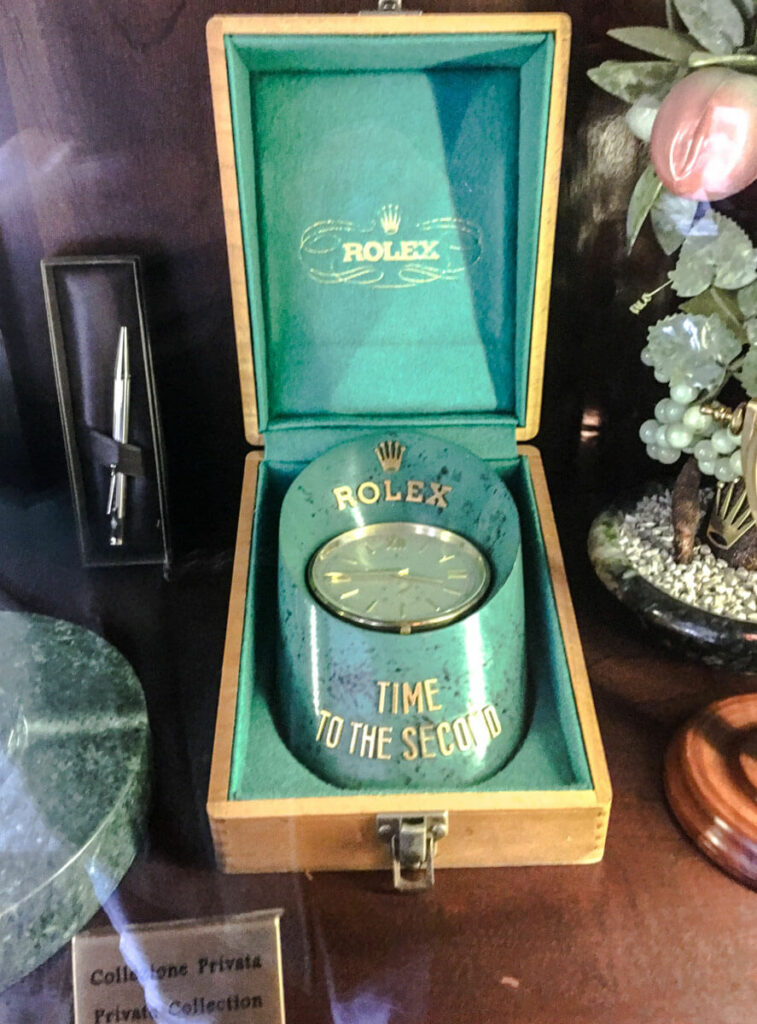 ROLEX
ROLEX
TIME
TO THE SECOND
Collezione Privata
Private Collection